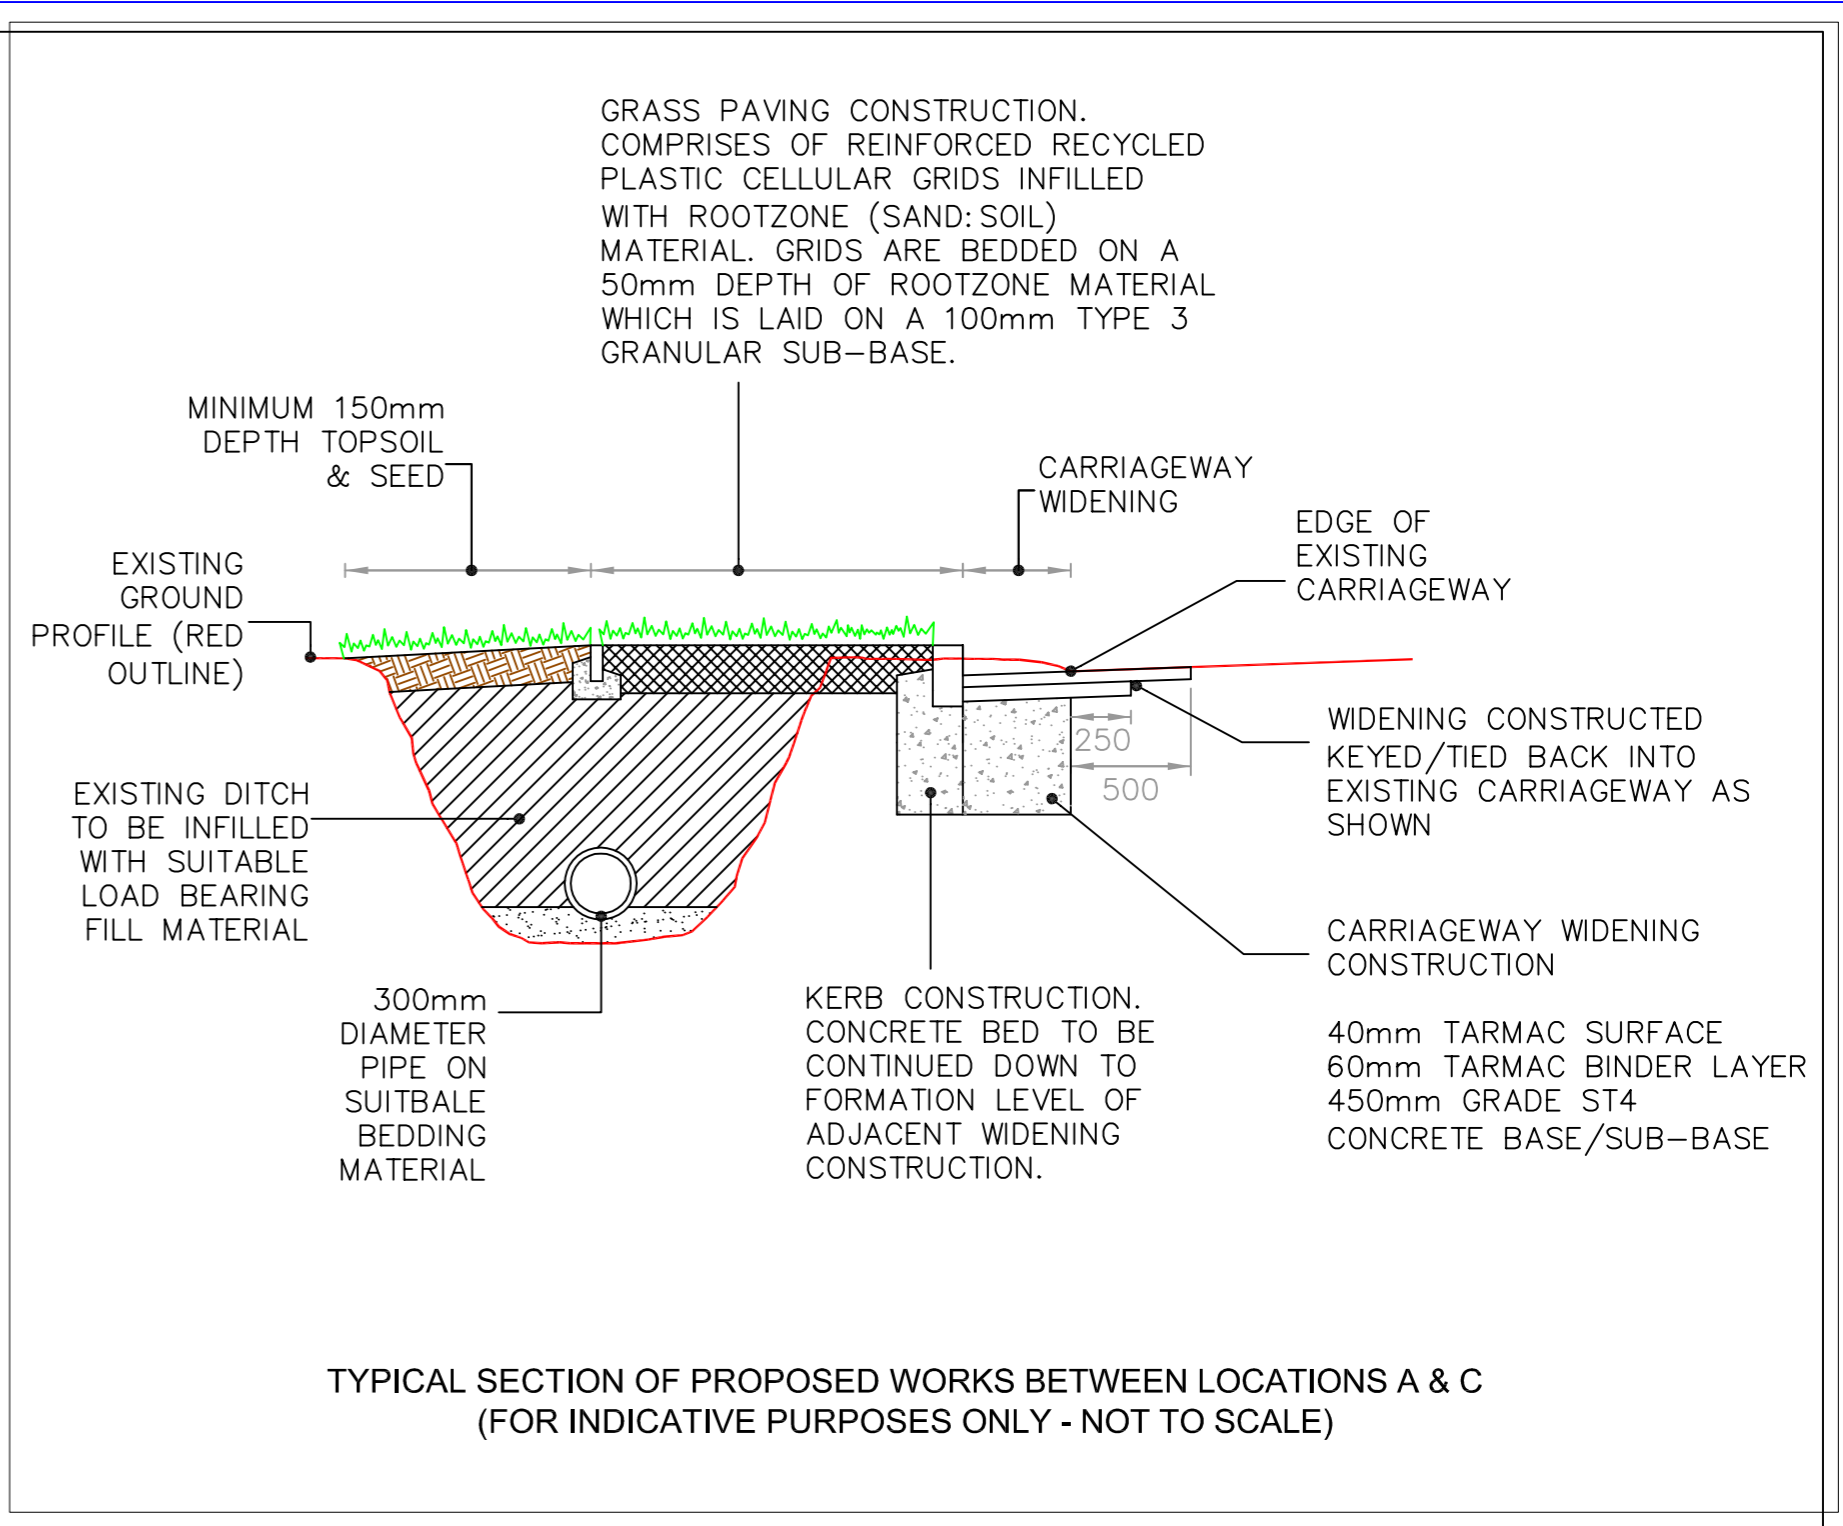 GRASS PAVING CONSTRUCTION.
COMPRISES OF REINFORCED RECYCLED
PLASTIC CELLULAR GRIDS INFILLED
WITH ROOTZONE (SAND:SOIL)
MATERIAL. GRIDS ARE BEDDED ON A
50mm DEPTH OF ROOTZONE MATERIAL
WHICH IS LAID ON A 100mm TYPE 3
GRANULAR SUB-BASE.
MINIMUM 150mm
DEPTH TOPSOIL
& SEED
CARRIAGEWAY
WIDENING
EDGE OF
EXISTING
CARRIAGEWAY
EXISTING
GROUND
PROFILE (RED
OUTLINE)
250
500
WIDENING CONSTRUCTED
KEYED/TIED BACK INTO
EXISTING CARRIAGEWAY AS
SHOWN
EXISTING DITCH
TO BE INFILLED
WITH SUITABLE
LOAD BEARING
FILL MATERIAL
CARRIAGEWAY WIDENING
CONSTRUCTION
40mm TARMAC SURFACE
60mm TARMAC BINDER LAYER
450mm GRADE ST4
CONCRETE BASE/SUB-BASE
300mm
DIAMETER
PIPE ON
SUITBALE
BEDDING
MATERIAL
KERB CONSTRUCTION.
CONCRETE BED TO BE
CONTINUED DOWN TO
FORMATION LEVEL OF
ADJACENT WIDENING
CONSTRUCTION.
TYPICAL SECTION OF PROPOSED WORKS BETWEEN LOCATIONS A & C
(FOR INDICATIVE PURPOSES ONLY - NOT TO SCALE)